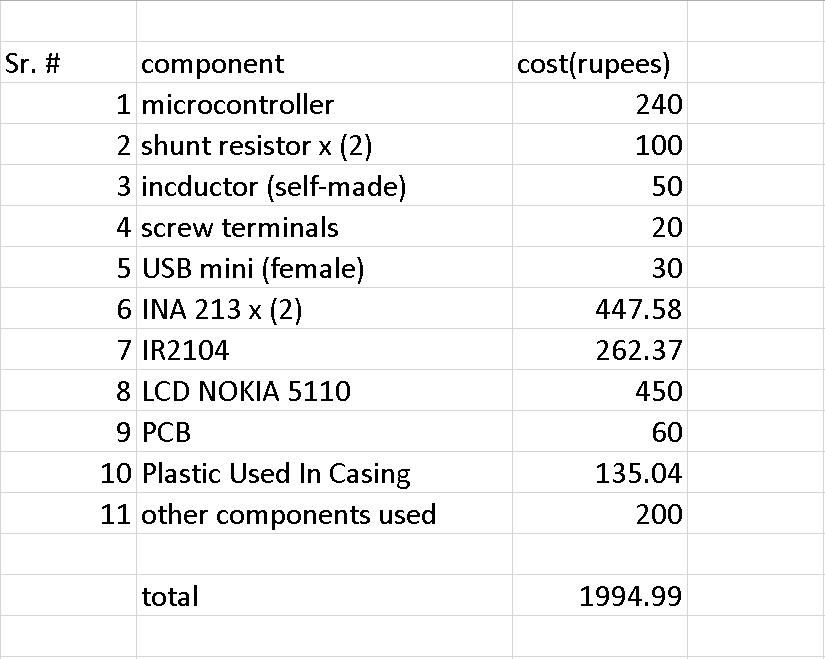 Sr. # component cost(rupees)
1 microcontroller 240
2 shunt resistor x (2) 100
3 incductor (self-made) 50
4 screw terminals 20
5 USB mini (female) 30
6 INA 213 x (2) 447.58
7 IR2104 262.37
8 LCD NOKIA 5110 450
9 PCB 60
10 Plastic Used In Casing 135.04
11 other components used 200
total 1994.99